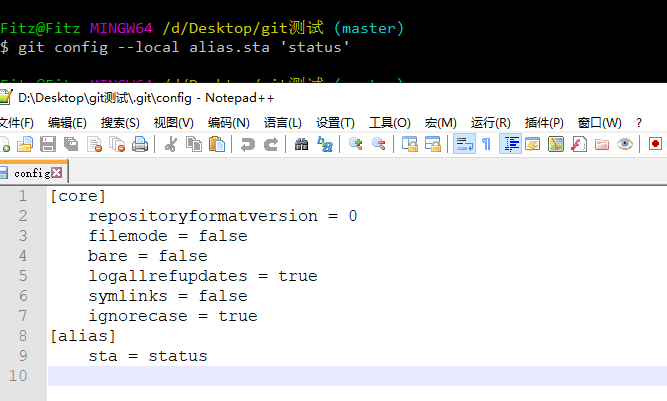 Fitz@Fitz MINGW64 /d/Desktop/git测试 (master)
$ git config --local alias.sta 'status'
D:\Desktop\git测试\.git\config - Notepad++
文件(F) 编辑(E) 搜索(S) 视图(V) 编码(N) 语言(L) 设置(T) 工具(O) 宏(M) 运行(R) 插件(P) 窗口(W) ?
config
1 [core]
2 repositoryformatversion = 0
3 filemode = false
4 bare = false
5 logallrefupdates = true
6 symlinks = false
7 ignorecase = true
8 [alias]
9 sta = status
10